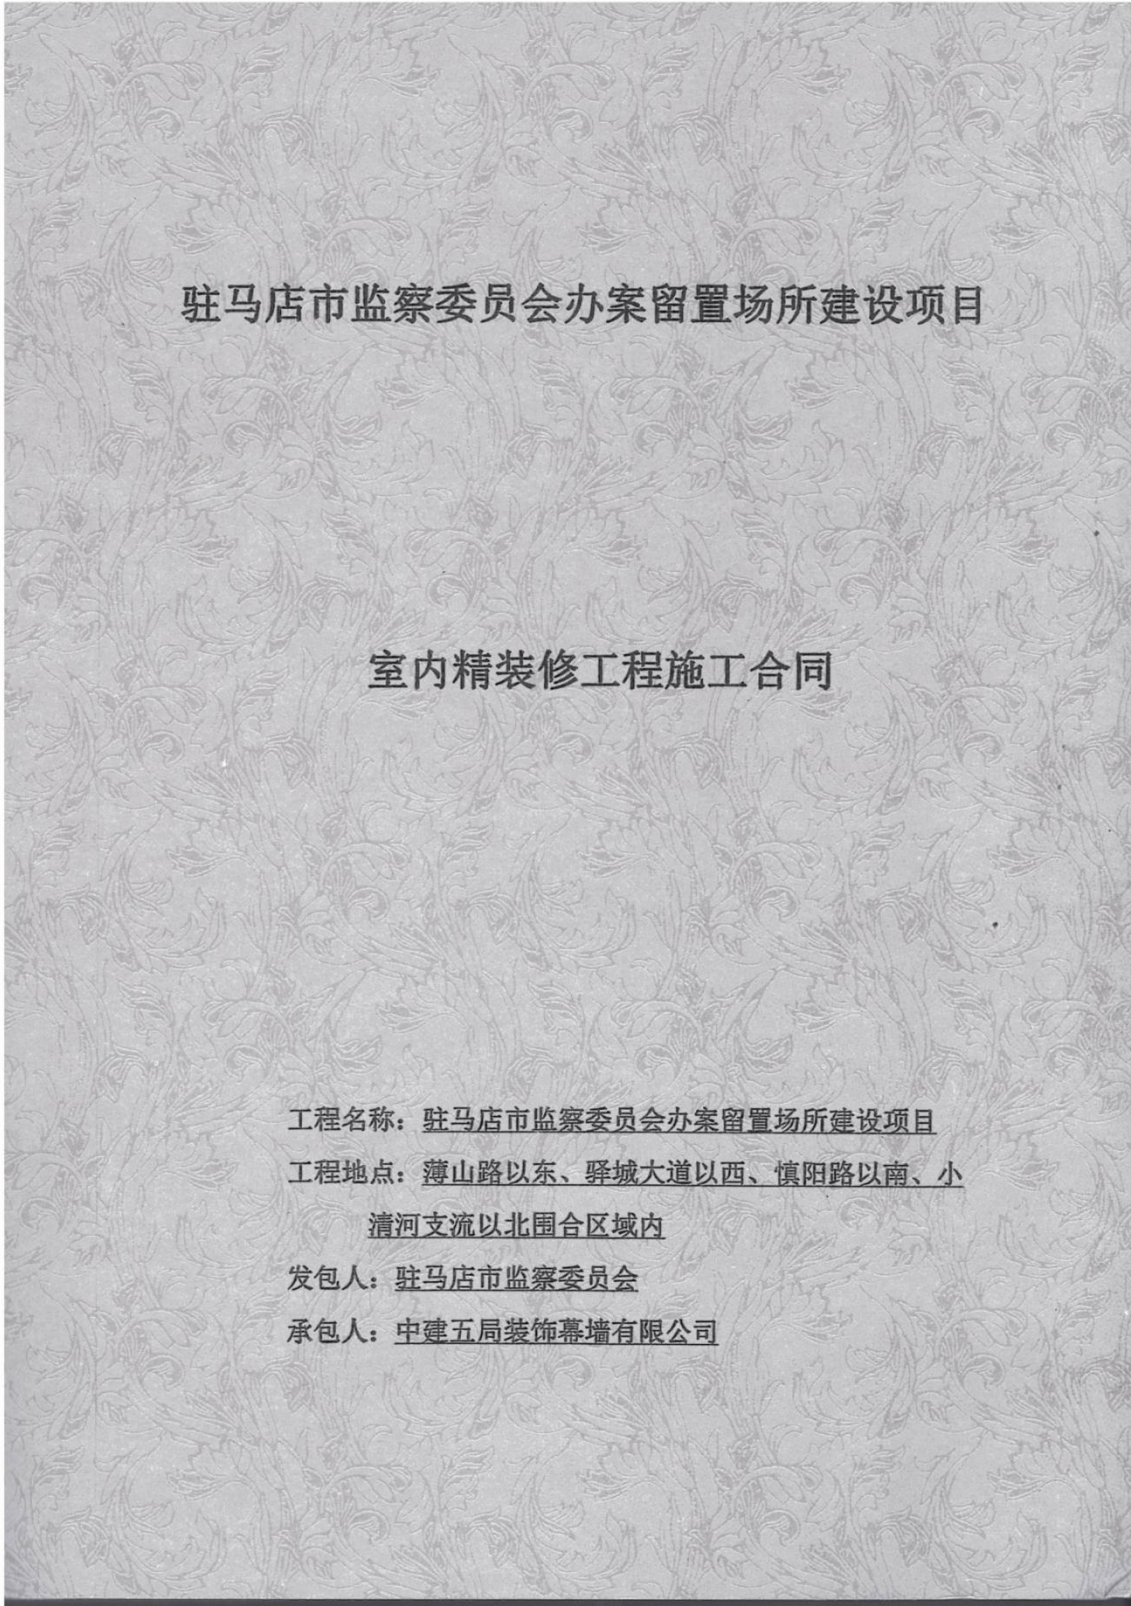 驻马店市监察委员会办案留置场所建设项目
室内精装修工程施工合同
工程名称：驻马店市监察委员会办案留置场所建设项目
工程地点：薄山路以东、驿城大道以西、慎阳路以南、小
清河支流以北围合区域内
发包人：驻马店市监察委员会
承包人：中建五局装饰幕墙有限公司